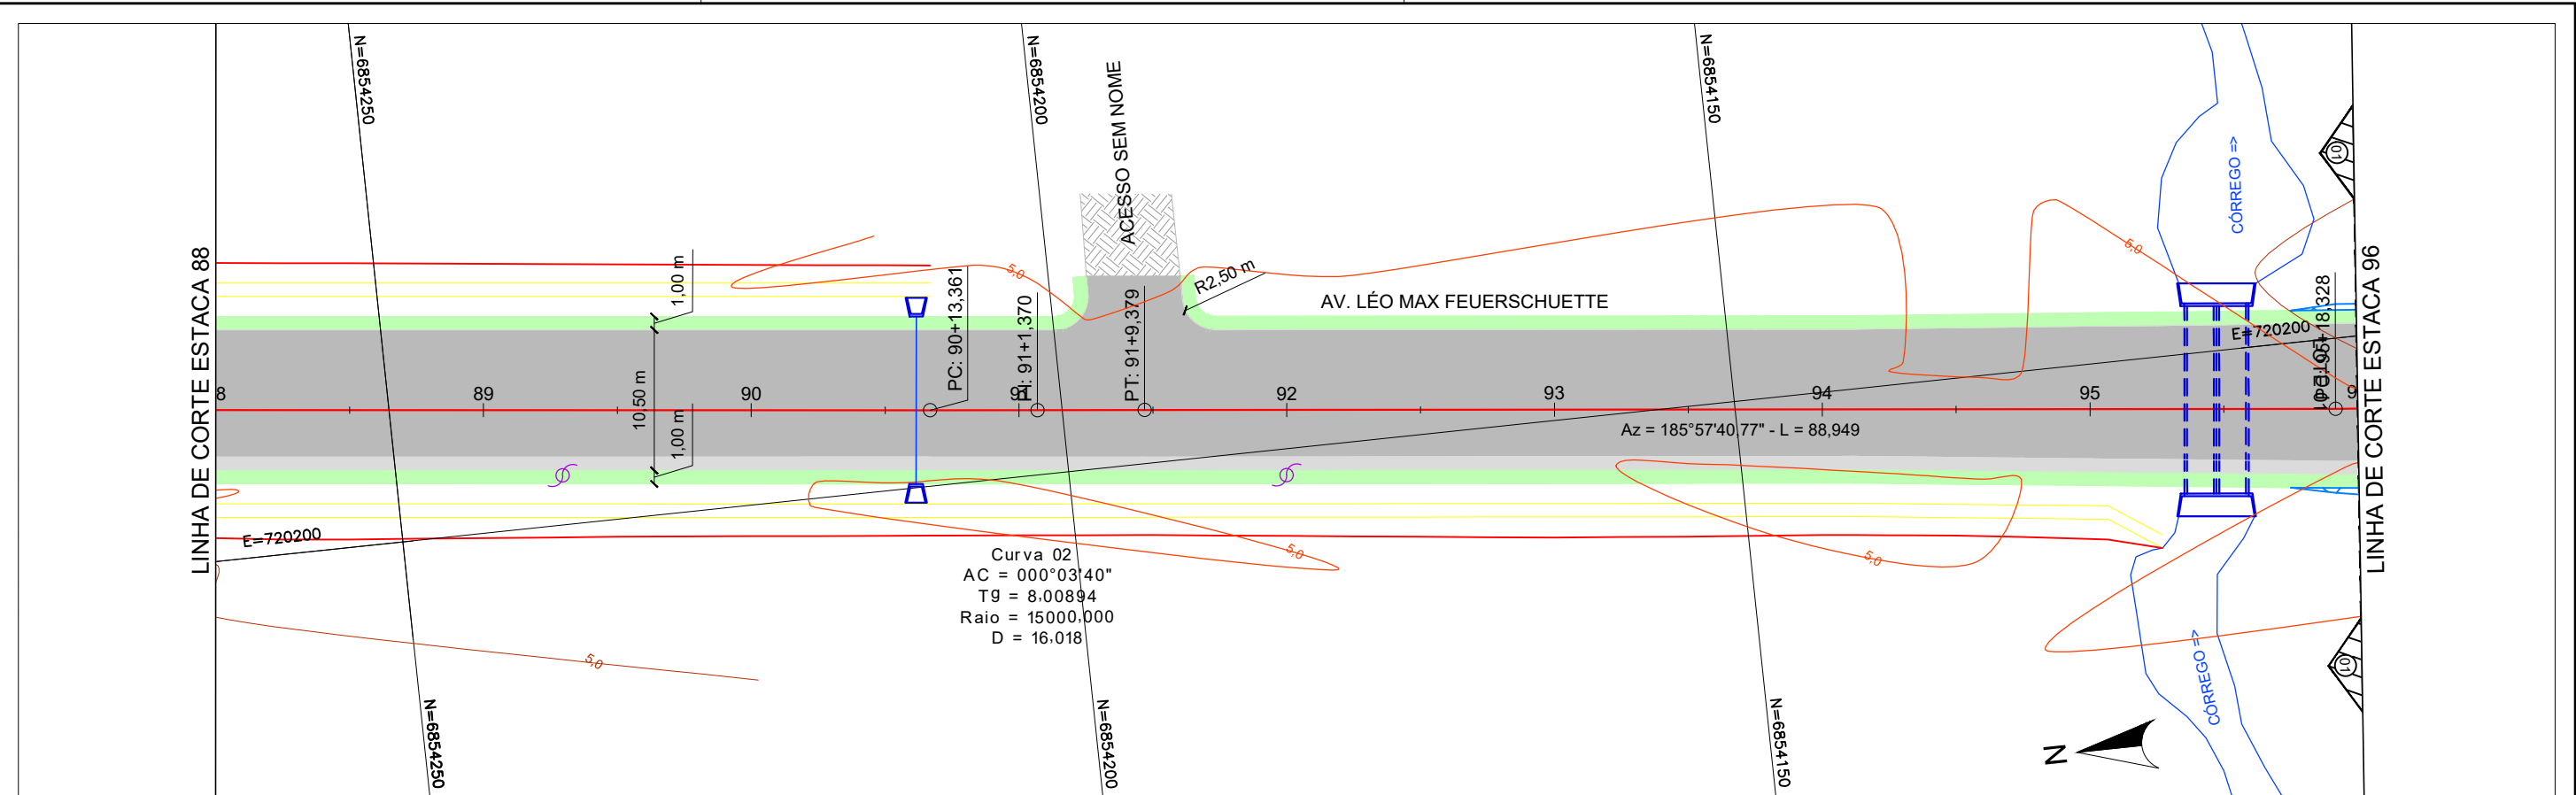 N=6854250
N=6854200
N=6854150
ACESSO SEM NOME
CÓRREGO =>
01
LINHA DE CORTE ESTACA 88
1,00 m
5,0
PC: 90+13,361
PI: 91+1,370
PT: 91+9,379
R2,50 m
AV. LÉO MAX FEUERSCHUETTE
5,0
E=720200
LINHA DE CORTE ESTACA 96
8
89
90
92
93
94
95
9
10,50 m
1,00 m
Az = 185°57'40,77" - L = 88,949
E=720200
Curva 02
AC = 000°03'40"
Tg = 8,00894
Raio = 15000,000
D = 16,018
5,0
5,0
5,0
CÓRREGO =>
01
N=6854250
N=6854200
N=6854150
N